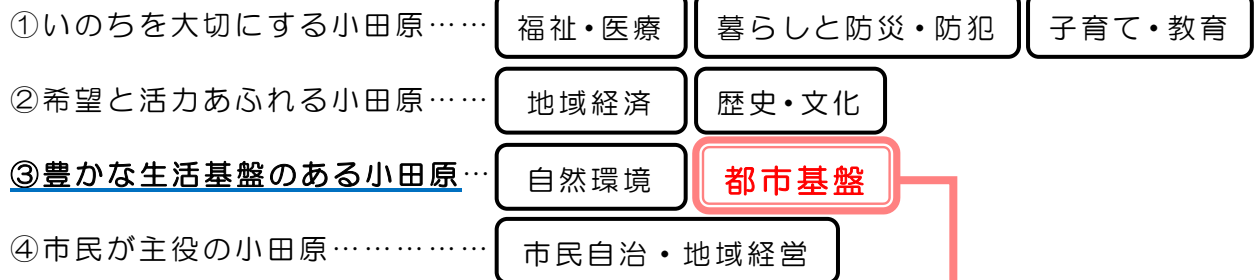 ①いのちを大切にする小田原……福祉・医療 暮らしと防災・防犯 子育て・教育
②希望と活力あふれる小田原……地域経済 歴史・文化
③豊かな生活基盤のある小田原…自然環境 都市基盤
④市民が主役の小田原……………市民自治・地域経営